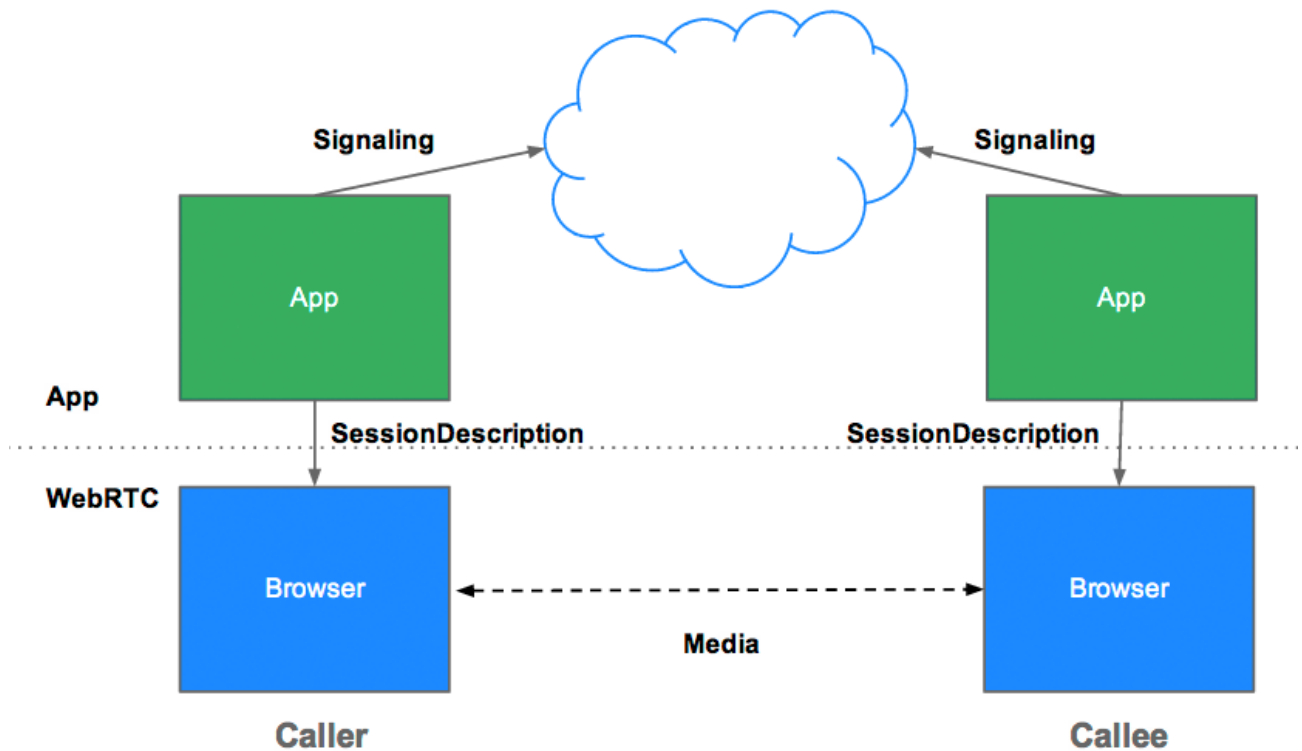 Signaling
Signaling
App
App
App
SessionDescription
SessionDescription
WebRTC
Browser
Browser
Media
Caller
Callee